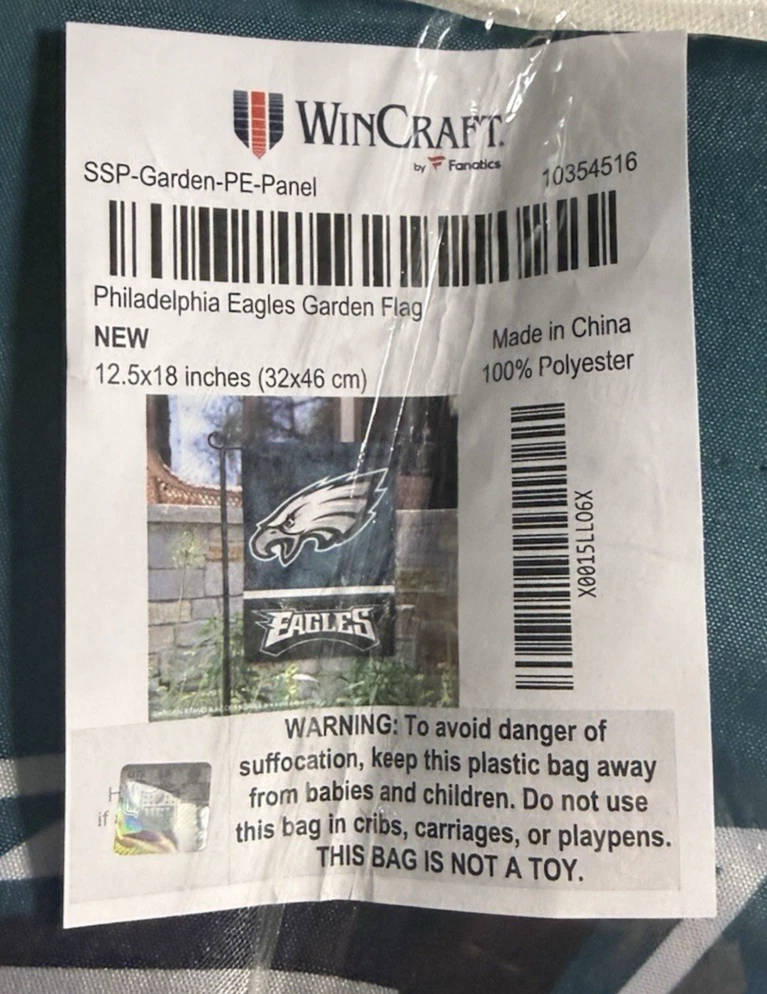 WINCRAFT.
by Fanatics
SSP-Garden-PE-Panel
10354516
Philadelphia Eagles Garden Flag
NEW
12.5x18 inches (32x46 cm)
Made in China
100% Polyester
X0015LLO6X
EAGLES
WARNING: To avoid danger of
suffocation, keep this plastic bag away
from babies and children. Do not use
this bag in cribs, carriages, or playpens.
THIS BAG IS NOT A TOY.
H
if